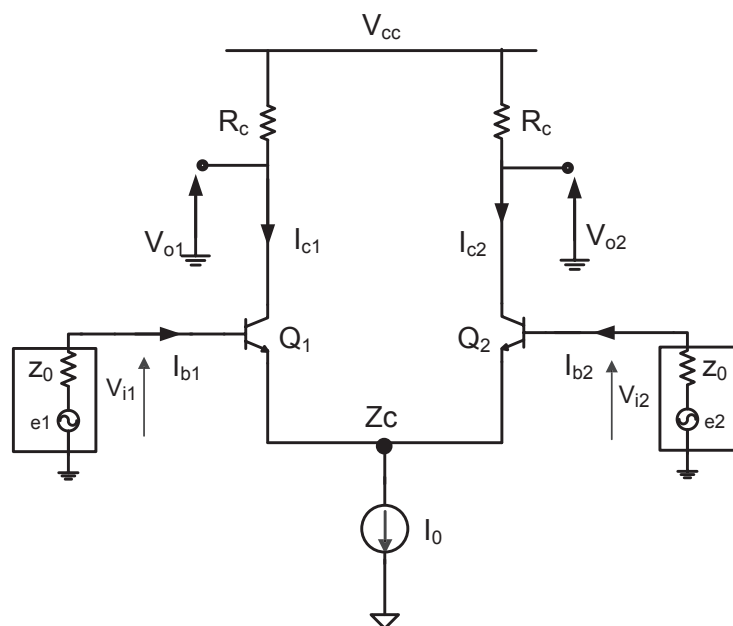 Vcc
Rc Rc
Vo1 Ic1 Ic2 Vo2
Q1 Q2
z0 Vi1 Ib1 Ib2 Vi2 z0
e1 e2
Zc
I0